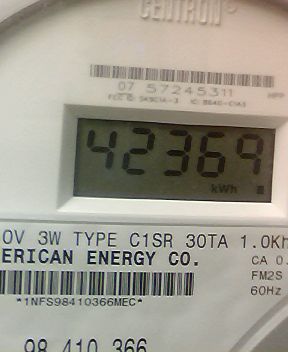 CENTRON
07 57245311
42369
kWh
0V 3W TYPE C1SR 30TA 1.0Kh
ERICAN ENERGY CO.
CA 0.
FM2S
60Hz
*1NFS98410366MEC*
98 410 366